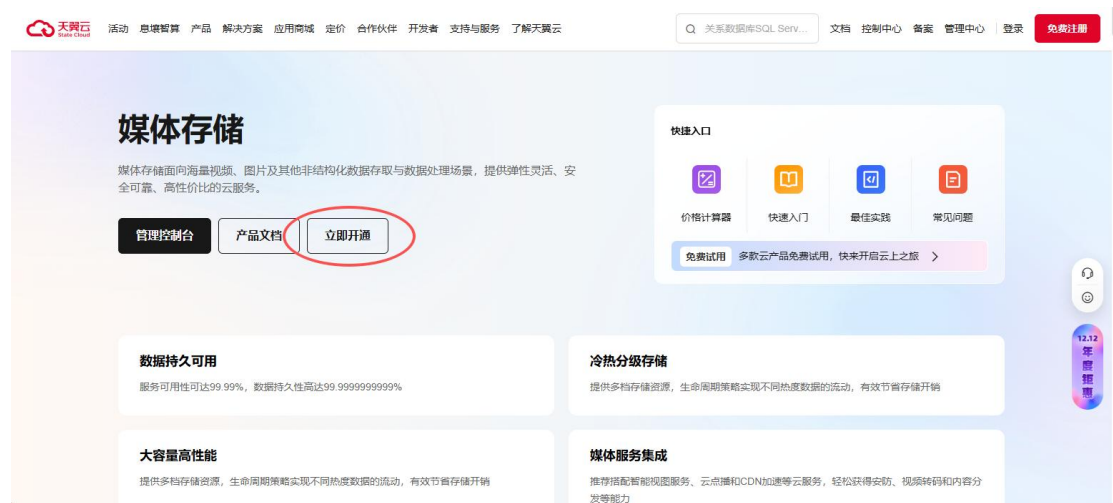 天翼云 活动 息壤智算 产品 解决方案 应用商城 定价 合作伙伴 开发者 支持与服务 了解天翼云 关系数据库SQL Serv... 文档 控制中心 备案 管理中心 登录 免费注册
State Cloud
媒体存储
媒体存储面向海量视频、图片及其他非结构化数据存取与数据处理场景，提供弹性灵活、安
全可靠、高性价比的云服务。
管理控制台 产品文档 立即开通
快捷入口
价格计算器 快速入门 最佳实践 常见问题
免费试用 多款云产品免费试用，快来开启云上之旅
12.12
年
度
钜
惠
数据持久可用
服务可用性可达99.99%，数据持久性高达99.9999999999%
冷热分级存储
提供多档存储资源，生命周期策略实现不同热度数据的流动，有效节省存储开销
大容量高性能
提供多档存储资源，生命周期策略实现不同热度数据的流动，有效节省存储开销
媒体服务集成
推荐搭配智能视图服务、云点播和CDN加速等云服务，轻松获得安防、视频转码和内容分
发等能力